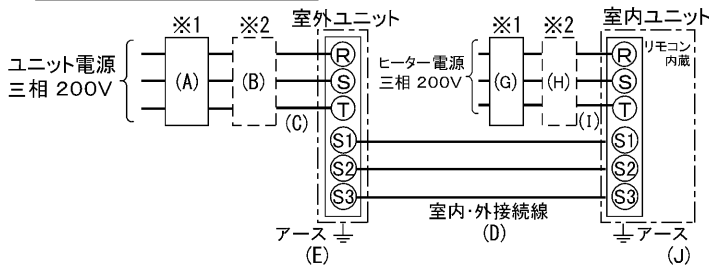 ※1
※2
室外ユニット
ユニット電源
三相 200V
(A)
(B)
(C)
R
S
T
S1
S2
S3
アース
(E)
※1
※2
室内ユニット
ヒーター電源
三相 200V
(G)
(H)
(I)
R
S
T
S1
S2
S3
リモコン
内蔵
室内・外接続線
(D)
アース
(J)